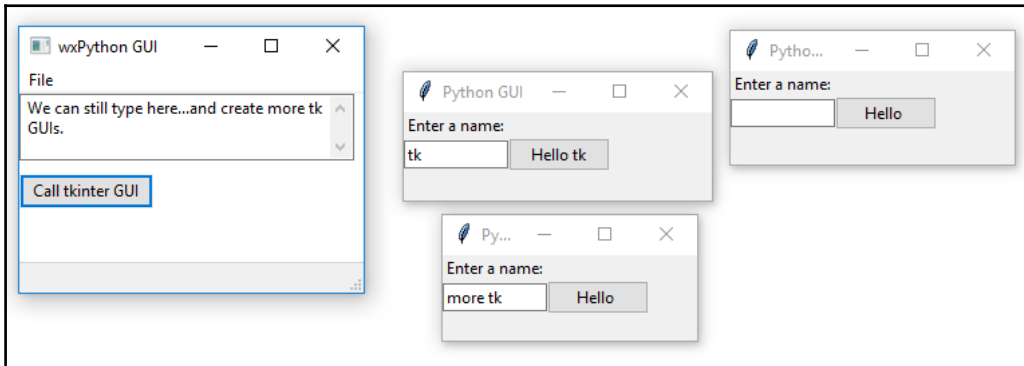 wxPython GUI
File
We can still type here...and create more tk
GUIs.
Call tkinter GUI
Python GUI
Enter a name:
tk
Hello tk
Py...
Enter a name:
more tk
Hello
Pytho...
Enter a name:
Hello